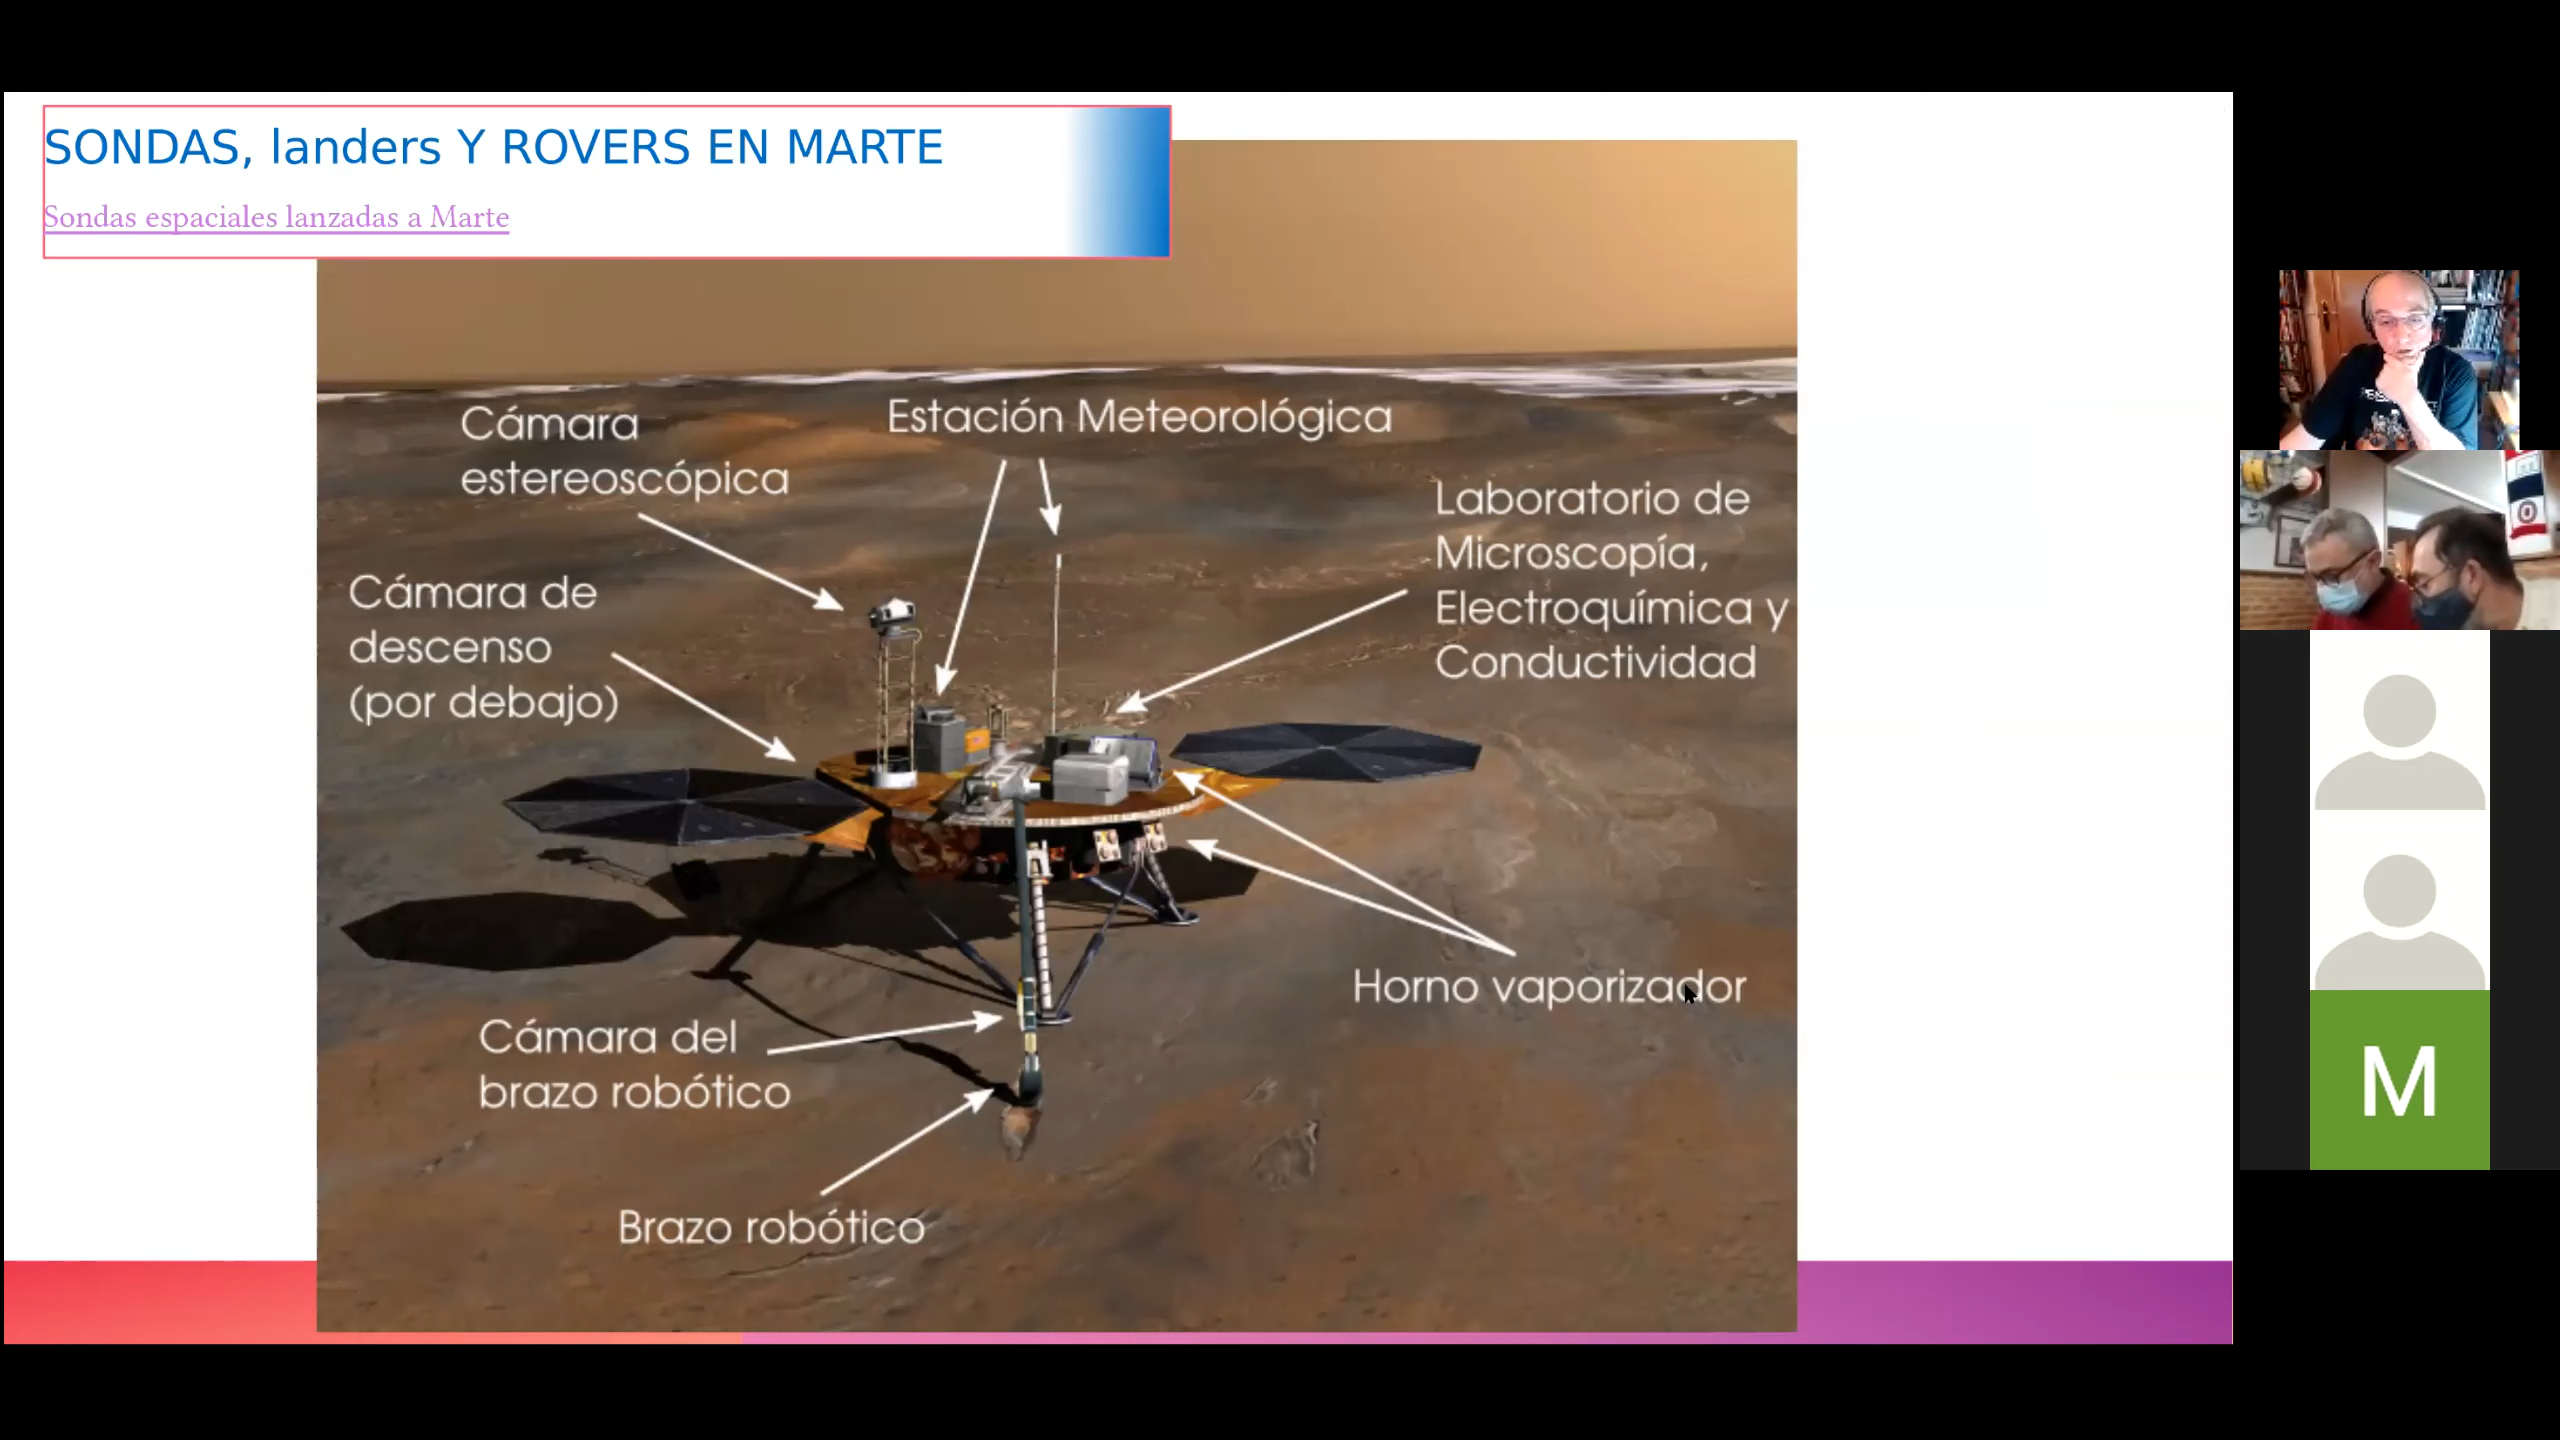 SONDAS, landers Y ROVERS EN MARTE
Sondas espaciales lanzadas a Marte
Cámara
estereoscópica
Estación Meteorológica
Laboratorio de
Microscopía,
Electroquímica y
Conductividad
Cámara de
descenso
(por debajo)
Horno vaporizador
Cámara del
brazo robótico
Brazo robótico
M